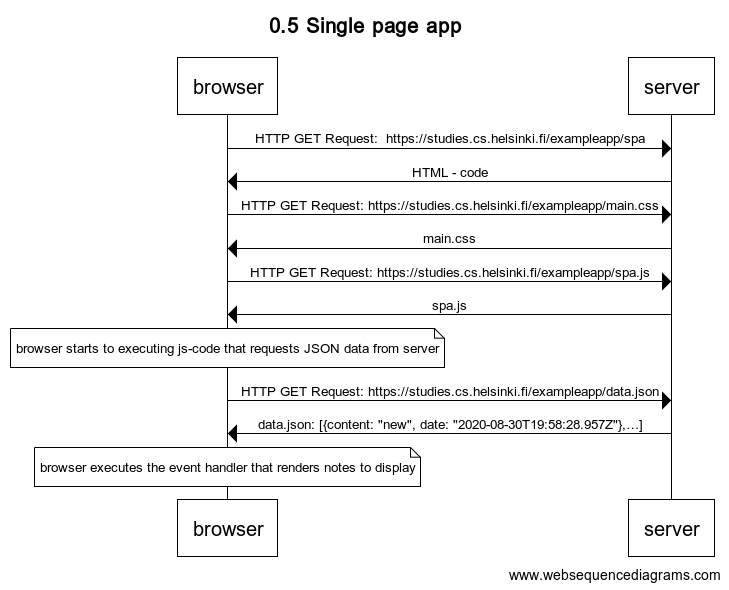 0.5 Single page app
browser server
HTTP GET Request:  https://studies.cs.helsinki.fi/exampleapp/spa
HTML - code
HTTP GET Request: https://studies.cs.helsinki.fi/exampleapp/main.css
main.css
HTTP GET Request: https://studies.cs.helsinki.fi/exampleapp/spa.js
spa.js
browser starts to executing js-code that requests JSON data from server
HTTP GET Request: https://studies.cs.helsinki.fi/exampleapp/data.json
data.json: [{content: "new", date: "2020-08-30T19:58:28.957Z"},…]
browser executes the event handler that renders notes to display
browser server
www.websequencediagrams.com